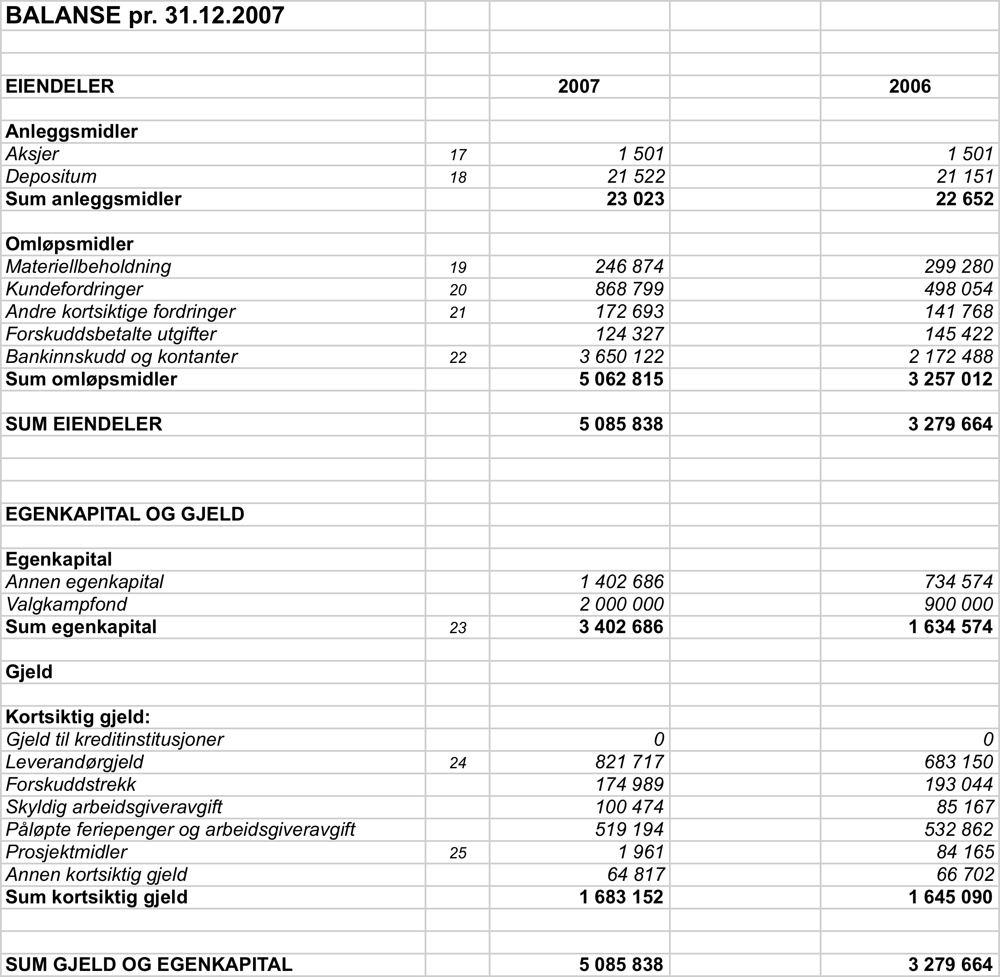 BALANSE pr. 31.12.2007
EIENDELER 2007 2006
Anleggsmidler
Aksjer 17 1 501 1 501
Depositum 18 21 522 21 151
Sum anleggsmidler 23 023 22 652
Omløpsmidler
Materiellbeholdning 19 246 874 299 280
Kundefordringer 20 868 799 498 054
Andre kortsiktige fordringer 21 172 693 141 768
Forskuddsbetalte utgifter 124 327 145 422
Bankinnskudd og kontanter 22 3 650 122 2 172 488
Sum omløpsmidler 5 062 815 3 257 012
SUM EIENDELER 5 085 838 3 279 664
EGENKAPITAL OG GJELD
Egenkapital
Annen egenkapital 1 402 686 734 574
Valgkampfond 2 000 000 900 000
Sum egenkapital 23 3 402 686 1 634 574
Gjeld
Kortsiktig gjeld:
Gjeld til kreditinstitusjoner 0 0
Leverandørgjeld 24 821 717 683 150
Forskuddstrekk 174 989 193 044
Skyldig arbeidsgiveravgift 100 474 85 167
Påløpte feriepenger og arbeidsgiveravgift 519 194 532 862
Prosjektmidler 25 1 961 84 165
Annen kortsiktig gjeld 64 817 66 702
Sum kortsiktig gjeld 1 683 152 1 645 090
SUM GJELD OG EGENKAPITAL 5 085 838 3 279 664